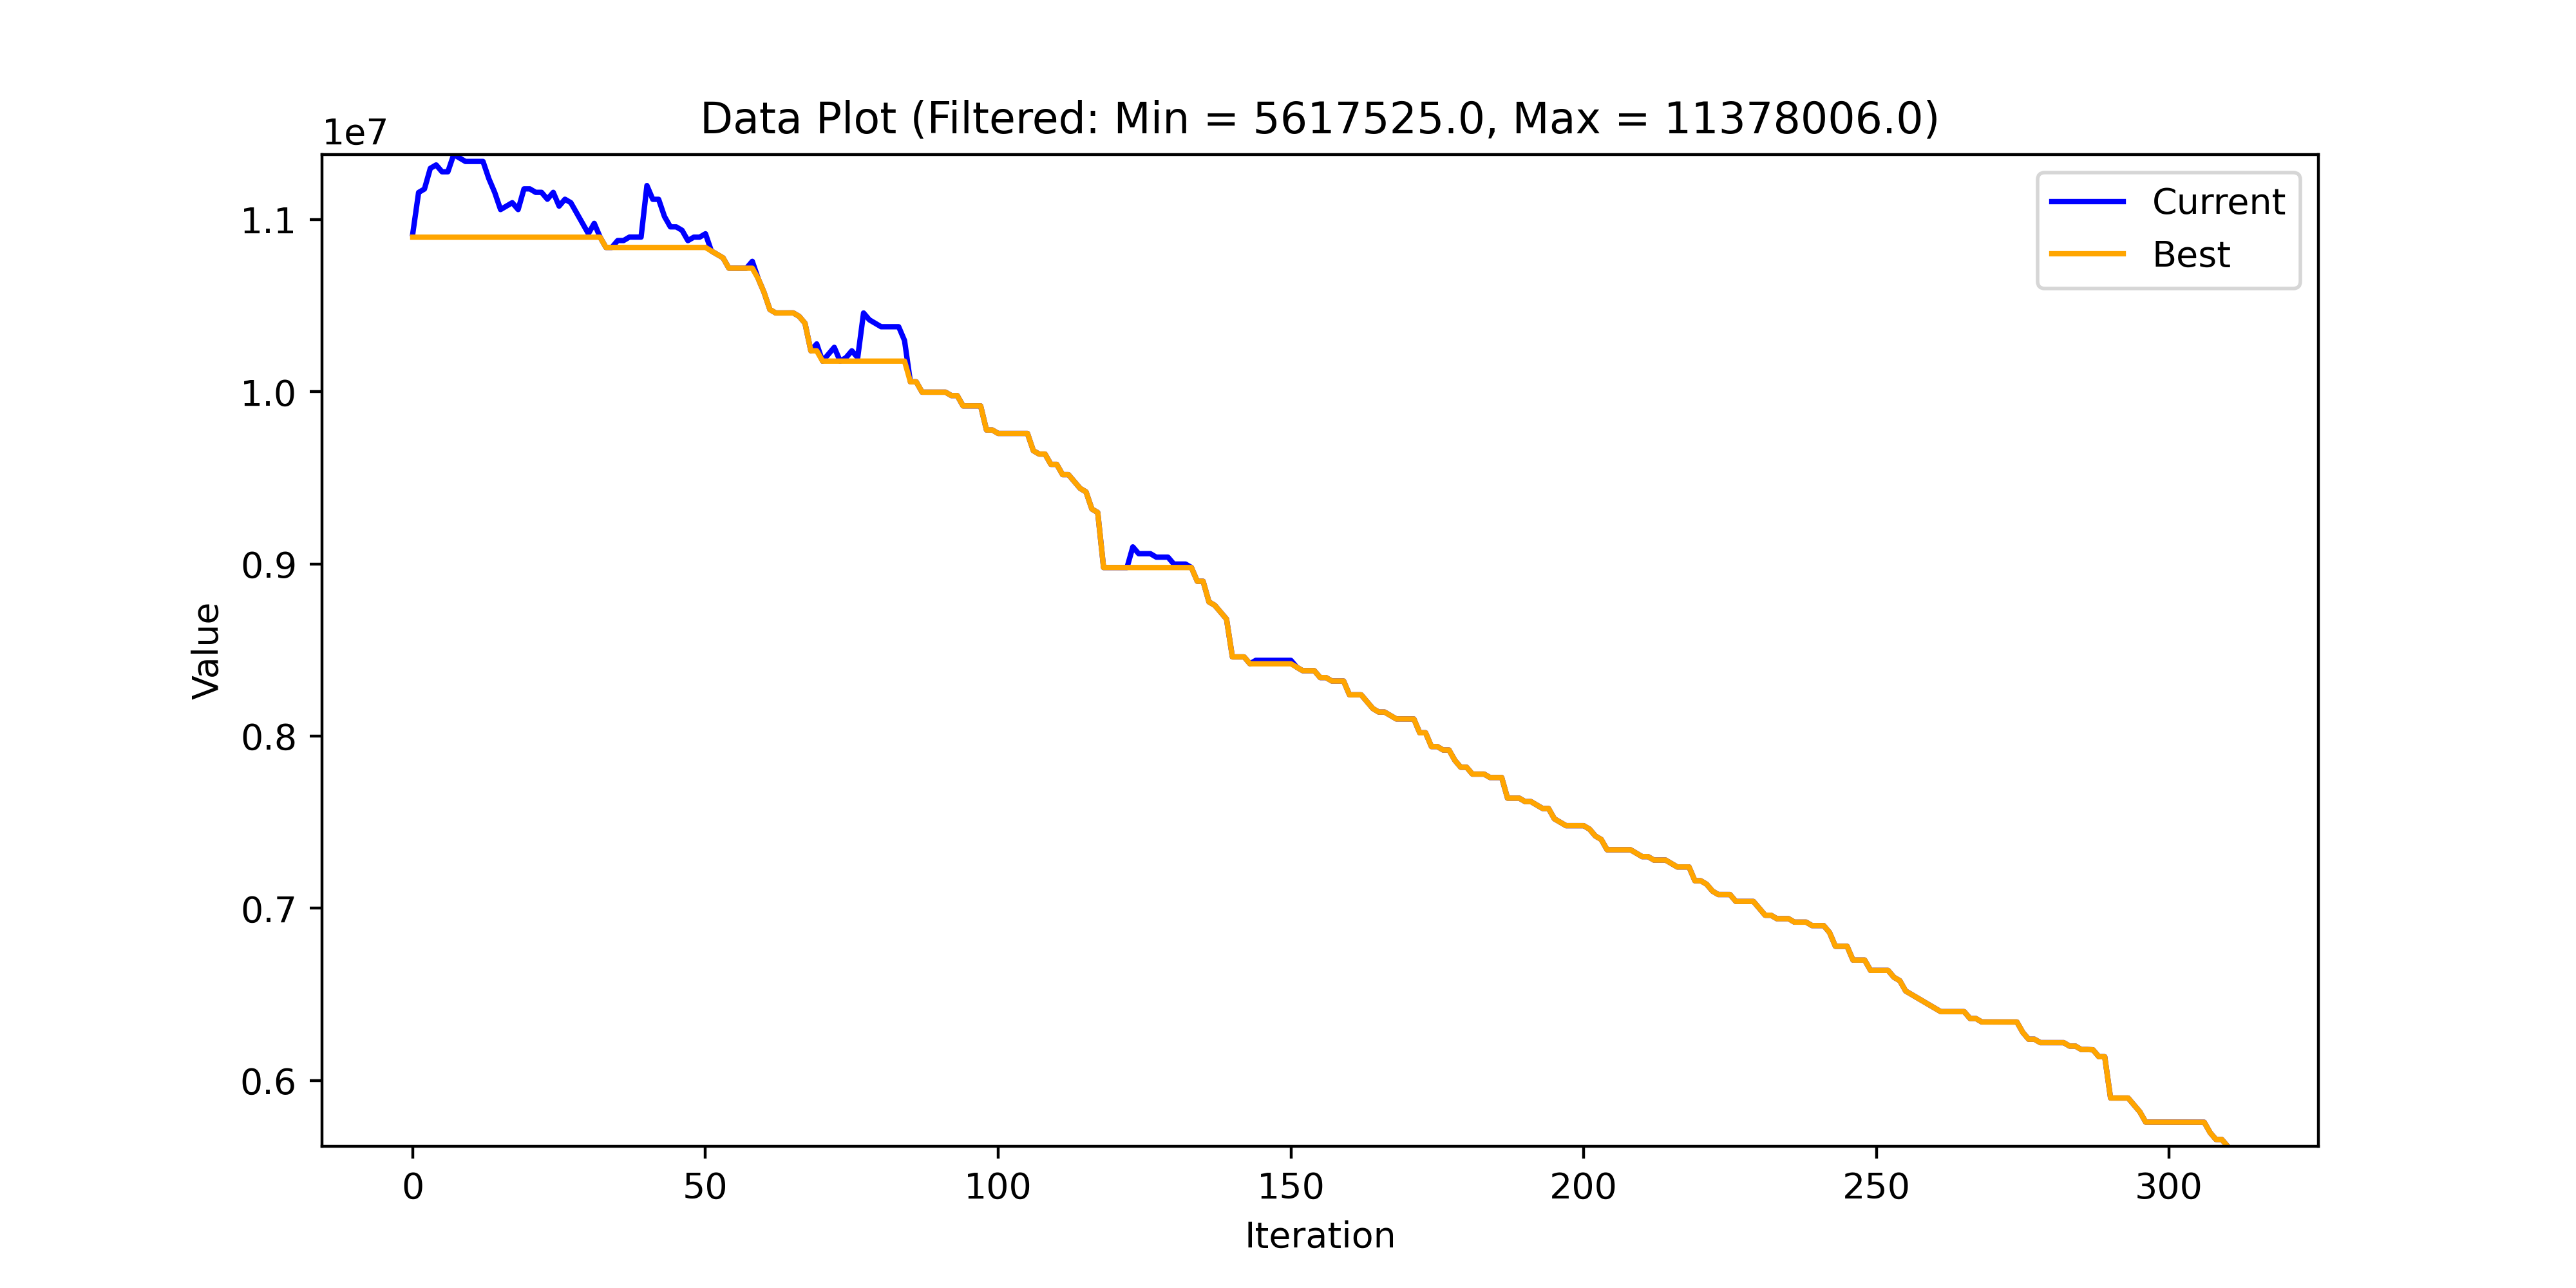 Data Plot (Filtered: Min = 5617525.0, Max = 11378006.0)
1e7
Current
Best
1.1
1.0
0.9
0.8
0.7
0.6
Value
0
50
100
150
200
250
300
Iteration